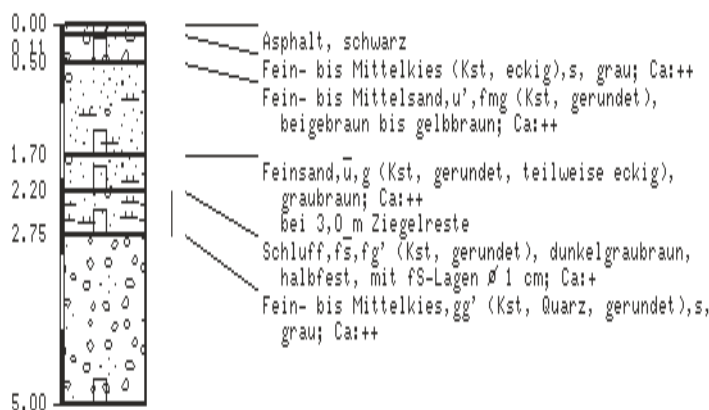 0.00
0.11
0.50
1.70
2.20
2.75
5.00
Asphalt, schwarz
Fein- bis Mittelkies (Kst, eckig),s, grau; Ca:++
Fein- bis Mittelsand,u',fmg (Kst, gerundet),
beigebraun bis gelbbraun; Ca:++
Feinsand,ū,g (Kst, gerundet, teilweise eckig),
graubraun; Ca:++
bei 3,0 m Ziegelreste
Schluff,fs̄,fg' (Kst, gerundet), dunkelgraubraun,
halbfest, mit fS-Lagen ø 1 cm; Ca:+
Fein- bis Mittelkies,gg' (Kst, Quarz, gerundet),s,
grau; Ca:++